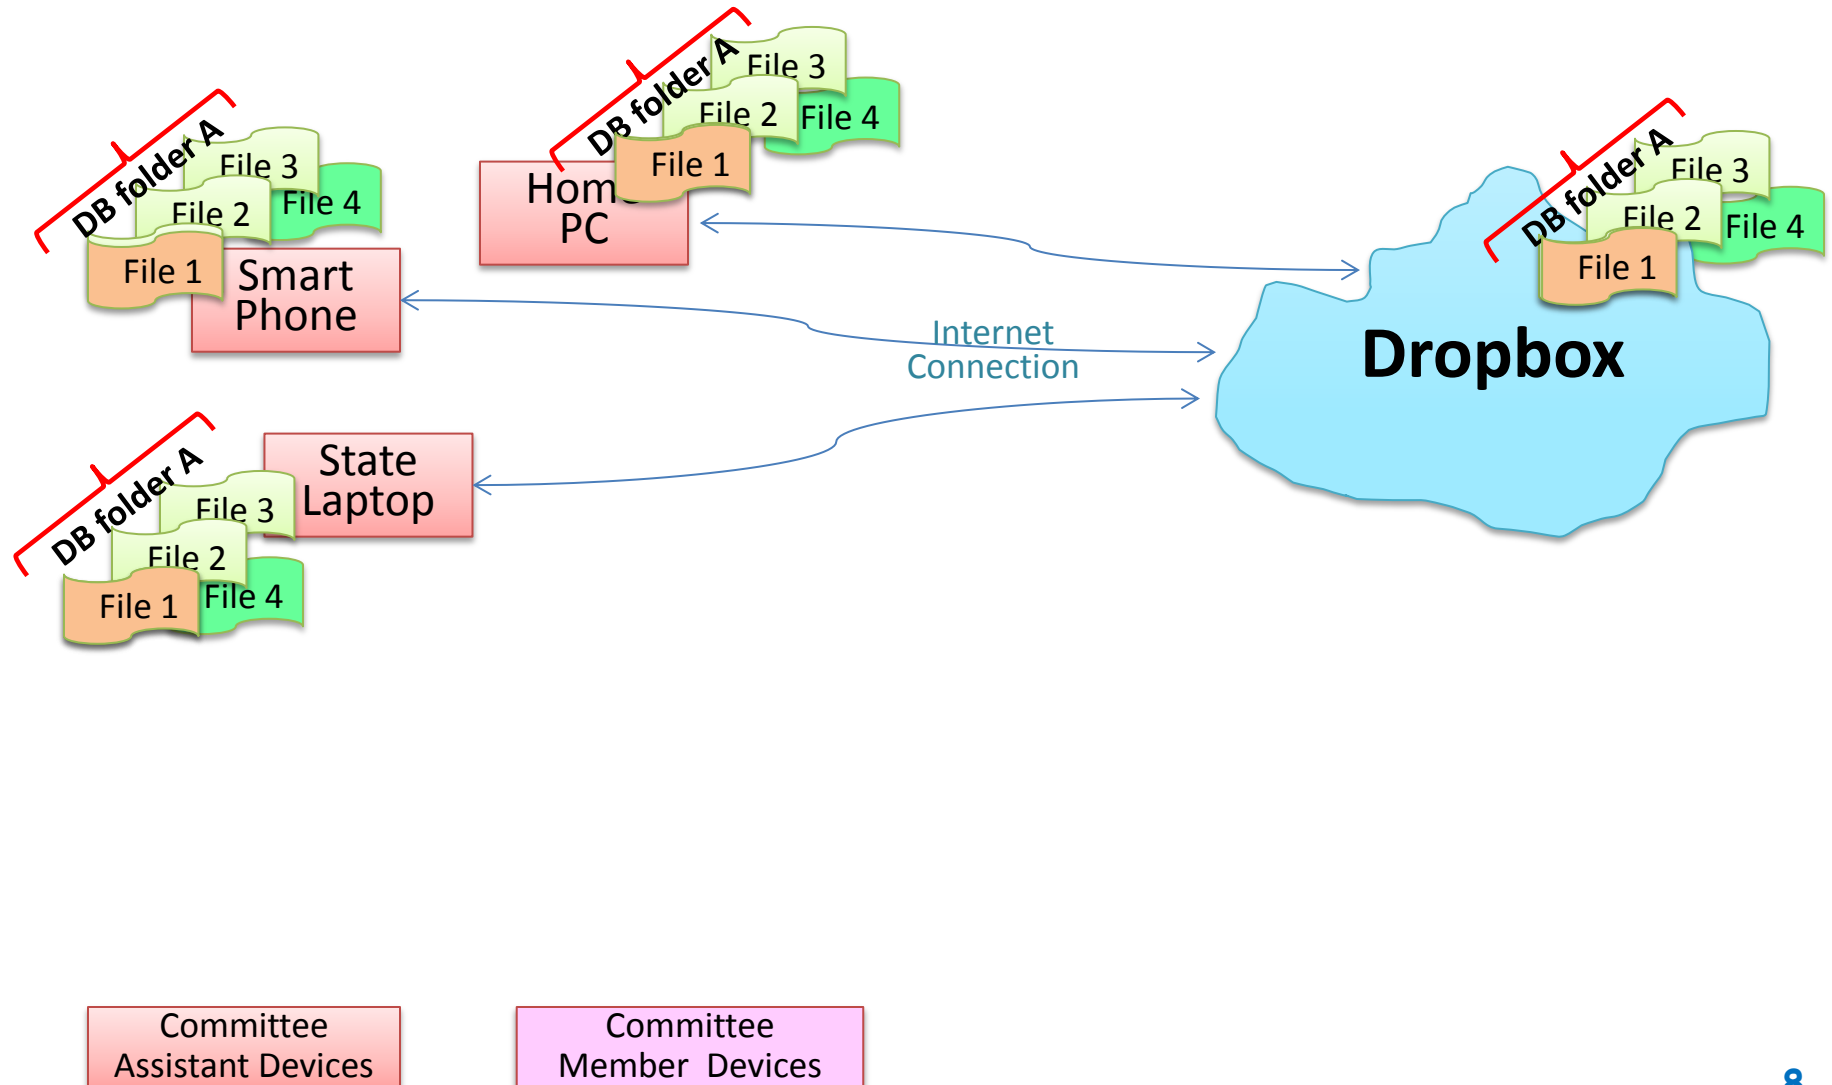 DB folder A
File 3
File 2
File 4
File 1
Home
PC
DB folder A
File 3
File 2
File 4
File 1
Smart
Phone
DB folder A
File 3
File 2
File 4
File 1
Dropbox
Internet
Connection
DB folder A
File 3
File 2
File 4
File 1
State
Laptop
Committee
Assistant Devices
Committee
Member  Devices
8